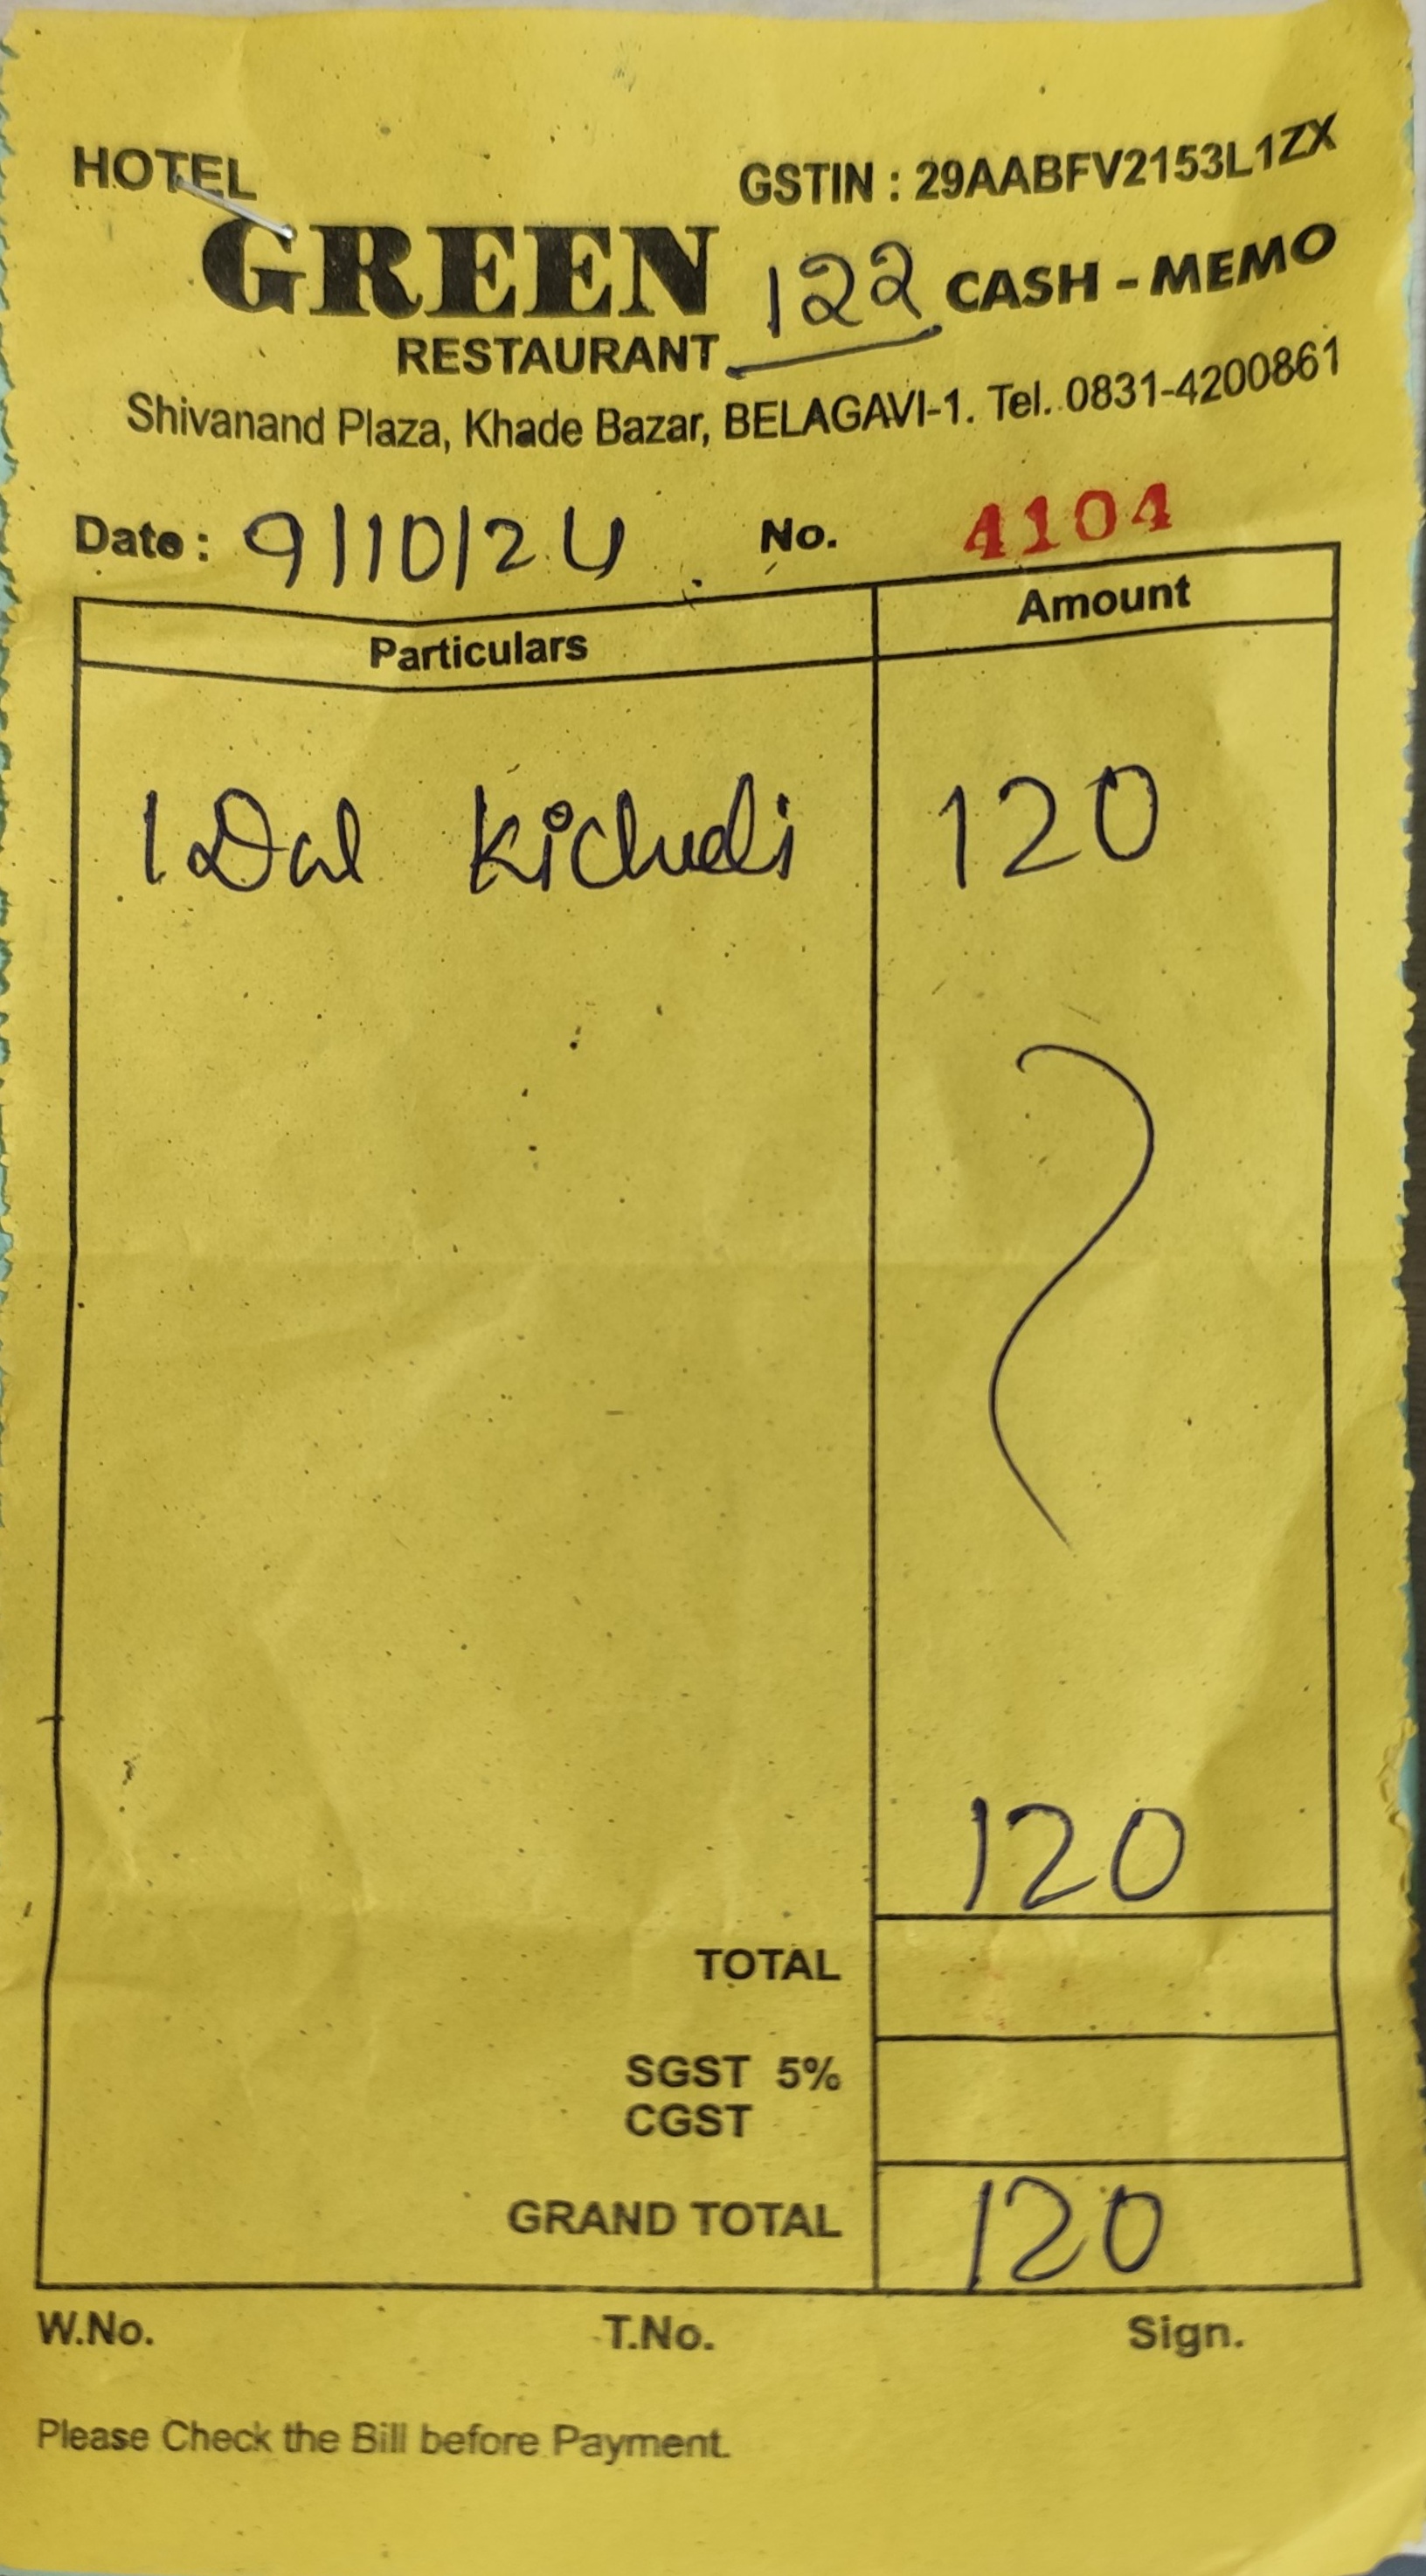 HOTEL
GSTIN : 29AABFV2153L1ZX
GREEN
122 CASH - MEMO
RESTAURANT
Shivanand Plaza, Khade Bazar, BELAGAVI-1. Tel. 0831-4200861
Date : 9/10/24 No. 4104
Particulars Amount
1 Dal Kichudi 120
120
TOTAL
SGST 5%
CGST
GRAND TOTAL 120
W.No. T.No. Sign.
Please Check the Bill before Payment.